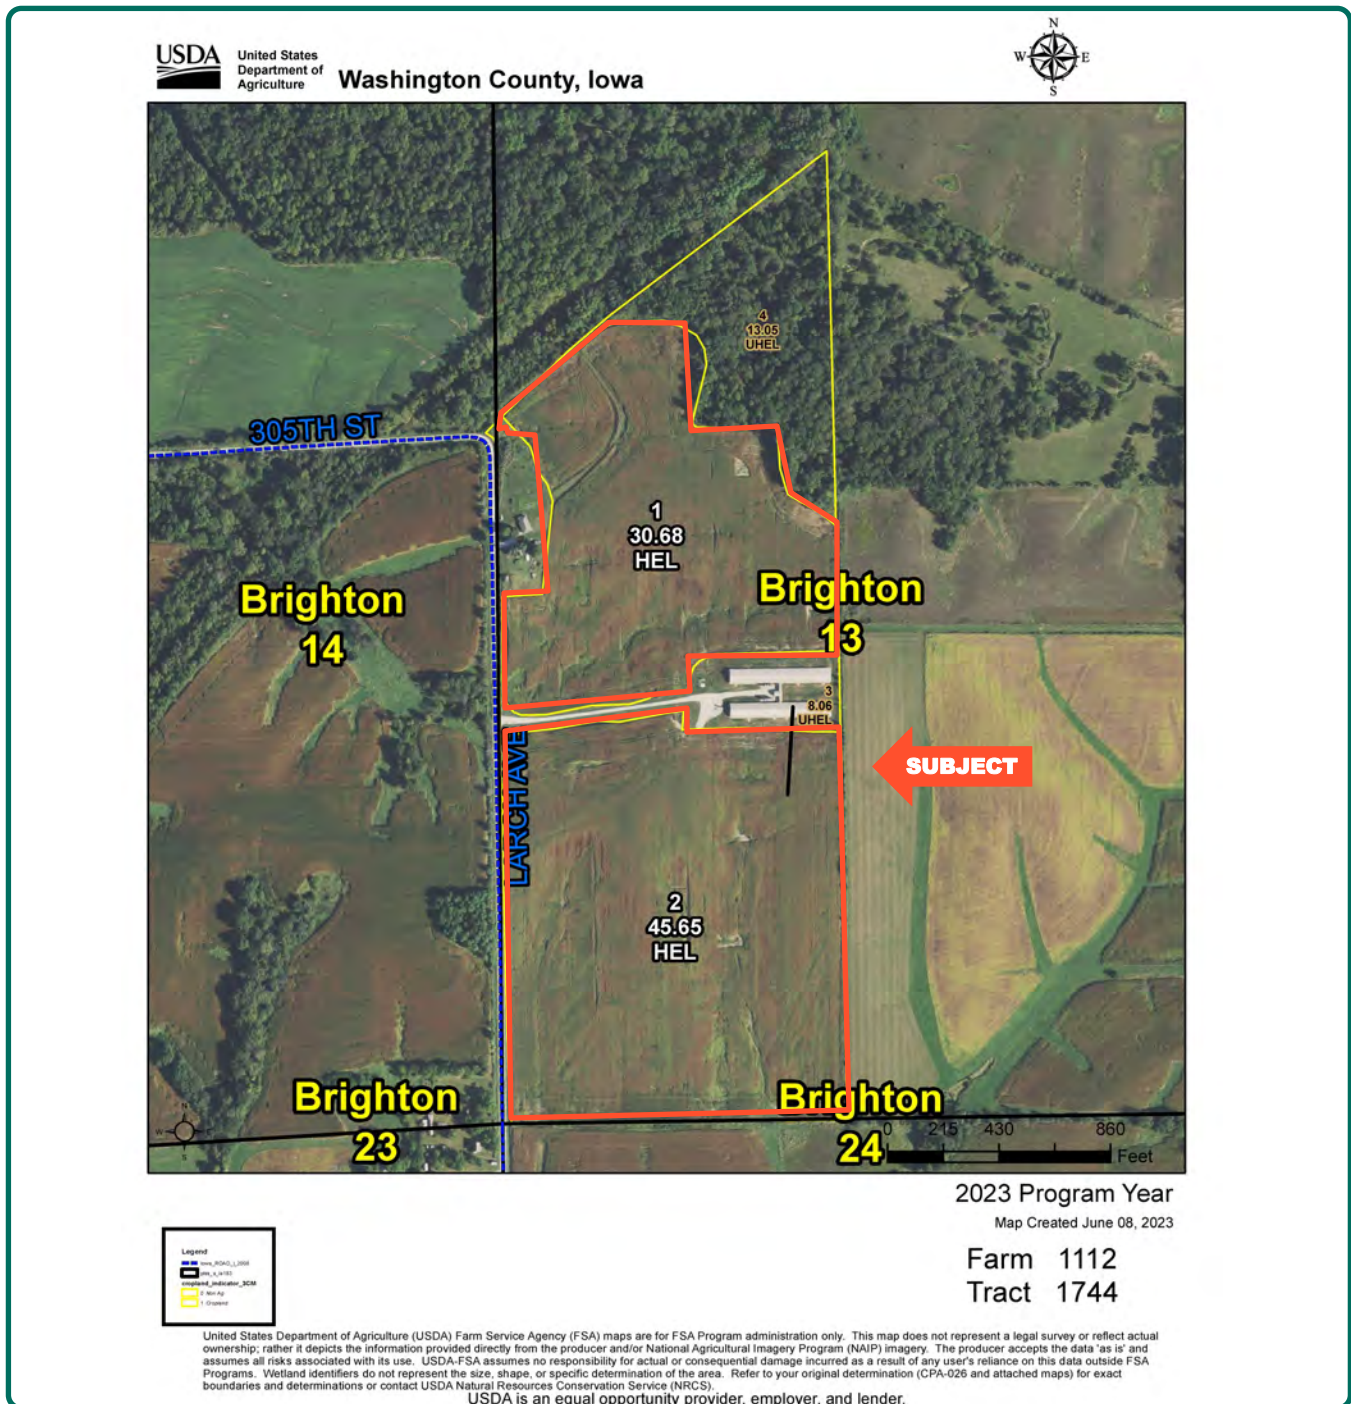 USDA
United States
Department of
Agriculture
Washington County, Iowa
N
W
E
S
4
13.05
UHEL
305TH ST
1
30.68
HEL
Brighton
14
Brighton
13
3
8.06
UHEL
SUBJECT
LARCH AVE
2
45.65
HEL
Brighton
23
Brighton
24
N
W
E
S
0 215 430 860
Feet
2023 Program Year
Map Created June 08, 2023
Farm 1112
Tract 1744
Legend
cropland_indicator_3CM
0 Non Ag
1 Cropland
United States Department of Agriculture (USDA) Farm Service Agency (FSA) maps are for FSA Program administration only. This map does not represent a legal survey or reflect actual
ownership; rather it depicts the information provided directly from the producer and/or National Agricultural Imagery Program (NAIP) imagery. The producer accepts the data 'as is' and
assumes all risks associated with its use. USDA-FSA assumes no responsibility for actual or consequential damage incurred as a result of any user's reliance on this data outside FSA
Programs. Wetland identifiers do not represent the size, shape, or specific determination of the area. Refer to your original determination (CPA-026 and attached maps) for exact
boundaries and determinations or contact USDA Natural Resources Conservation Service (NRCS).
USDA is an equal opportunity provider, employer, and lender.